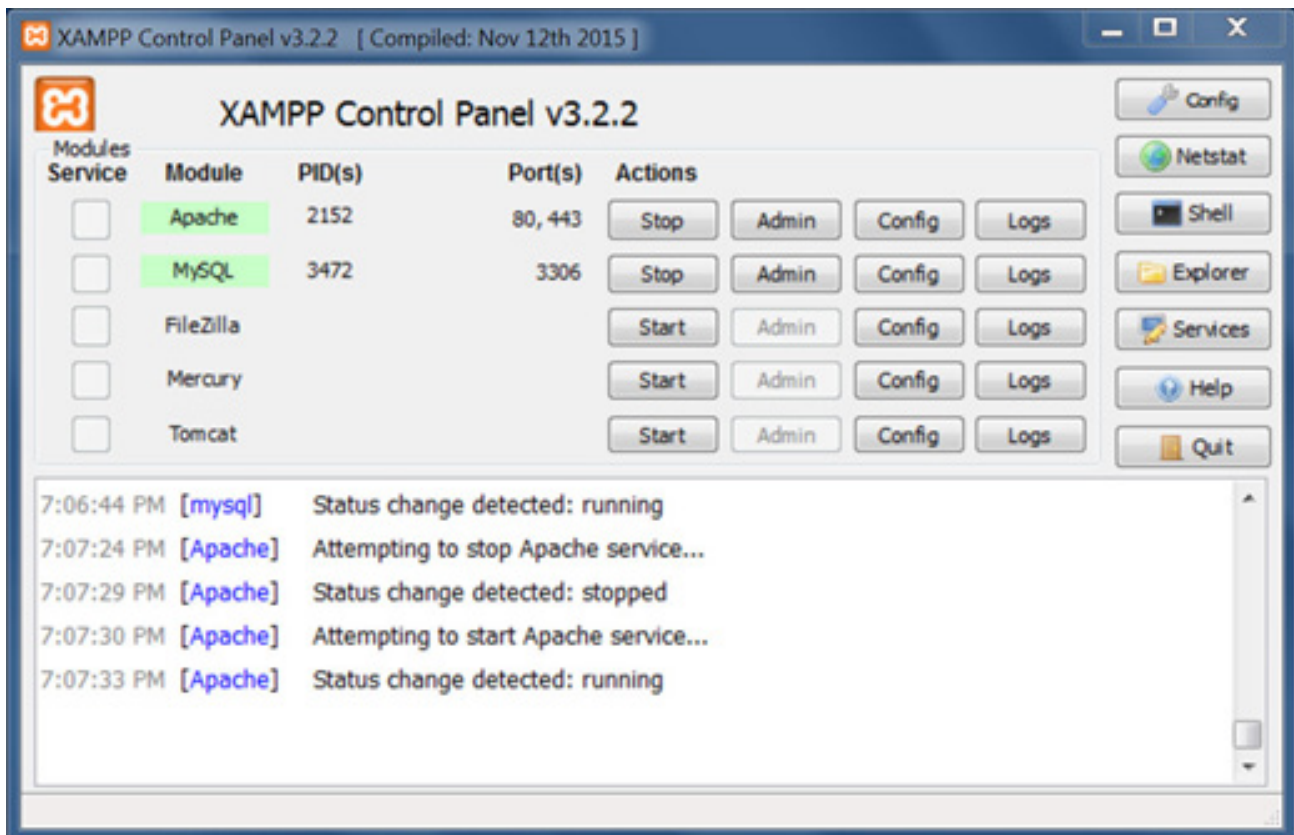 XAMPP Control Panel v3.2.2 [ Compiled: Nov 12th 2015 ]
XAMPP Control Panel v3.2.2
Config
Modules
Netstat
Service Module PID(s) Port(s) Actions
Apache 2152 80, 443 Stop Admin Config Logs
Shell
MySQL 3472 3306 Stop Admin Config Logs
Explorer
FileZilla Start Admin Config Logs
Services
Mercury Start Admin Config Logs
Help
Tomcat Start Admin Config Logs
Quit
7:06:44 PM [mysql] Status change detected: running
7:07:24 PM [Apache] Attempting to stop Apache service...
7:07:29 PM [Apache] Status change detected: stopped
7:07:30 PM [Apache] Attempting to start Apache service...
7:07:33 PM [Apache] Status change detected: running